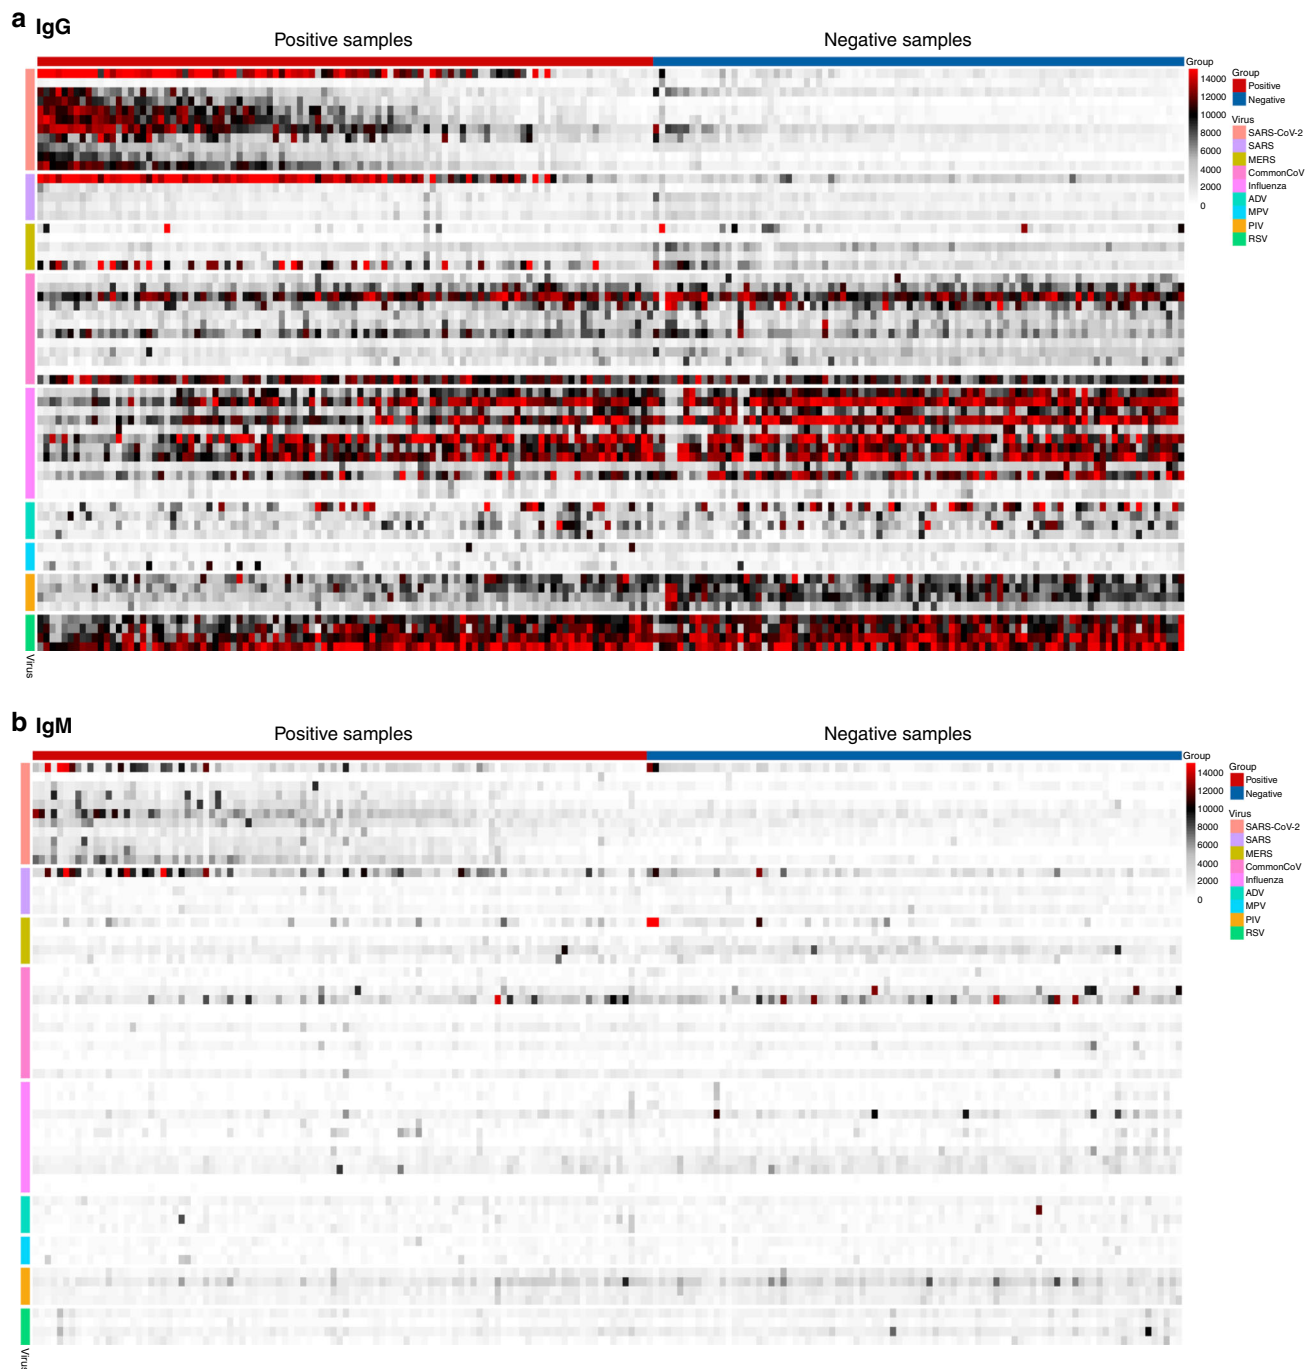 a IgG
Positive samples
Negative samples
Group
14000
12000
10000
8000
6000
4000
2000
0
Group
Positive
Negative
Virus
SARS-CoV-2
SARS
MERS
CommonCoV
Influenza
ADV
MPV
PIV
RSV
Virus
b IgM
Positive samples
Negative samples
Group
14000
12000
10000
8000
6000
4000
2000
0
Group
Positive
Negative
Virus
SARS-CoV-2
SARS
MERS
CommonCoV
Influenza
ADV
MPV
PIV
RSV
Virus